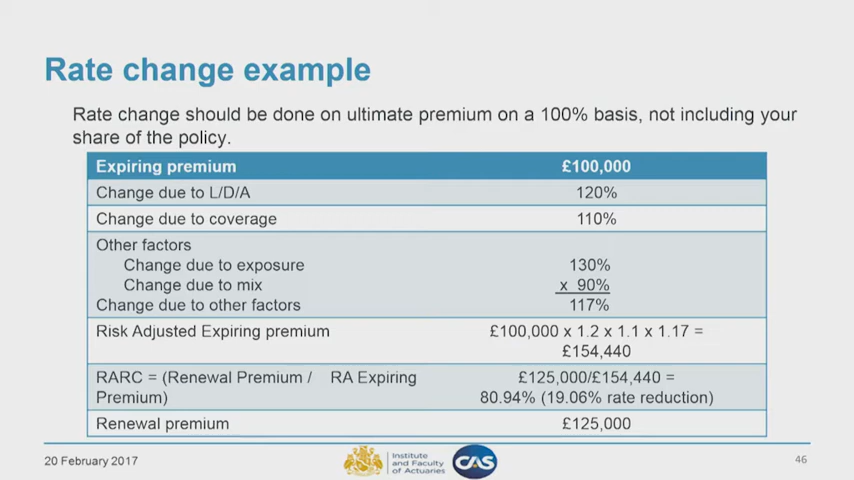 Rate change example
Rate change should be done on ultimate premium on a 100% basis, not including your
share of the policy.
Expiring premium £100,000
Change due to L/D/A 120%
Change due to coverage 110%
Other factors
Change due to exposure 130%
Change due to mix x 90%
Change due to other factors 117%
Risk Adjusted Expiring premium £100,000 x 1.2 x 1.1 x 1.17 =
£154,440
RARC = (Renewal Premium / RA Expiring £125,000/£154,440 =
Premium) 80.94% (19.06% rate reduction)
Renewal premium £125,000
20 February 2017
Institute
and Faculty
of Actuaries
CAS
46